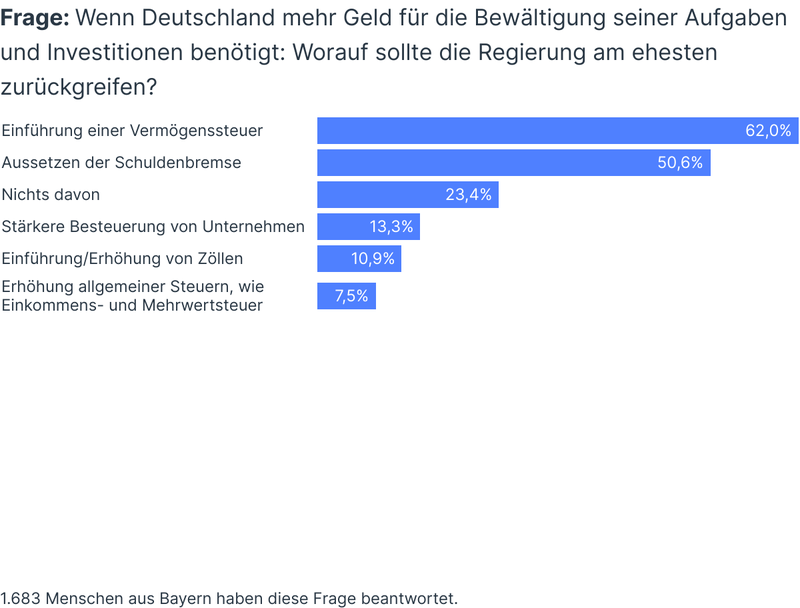 Frage: Wenn Deutschland mehr Geld für die Bewältigung seiner Aufgaben
und Investitionen benötigt: Worauf sollte die Regierung am ehesten
zurückgreifen?
Einführung einer Vermögenssteuer 62,0%
Aussetzen der Schuldenbremse 50,6%
Nichts davon 23,4%
Stärkere Besteuerung von Unternehmen 13,3%
Einführung/Erhöhung von Zöllen 10,9%
Erhöhung allgemeiner Steuern, wie
Einkommens- und Mehrwertsteuer 7,5%
1.683 Menschen aus Bayern haben diese Frage beantwortet.